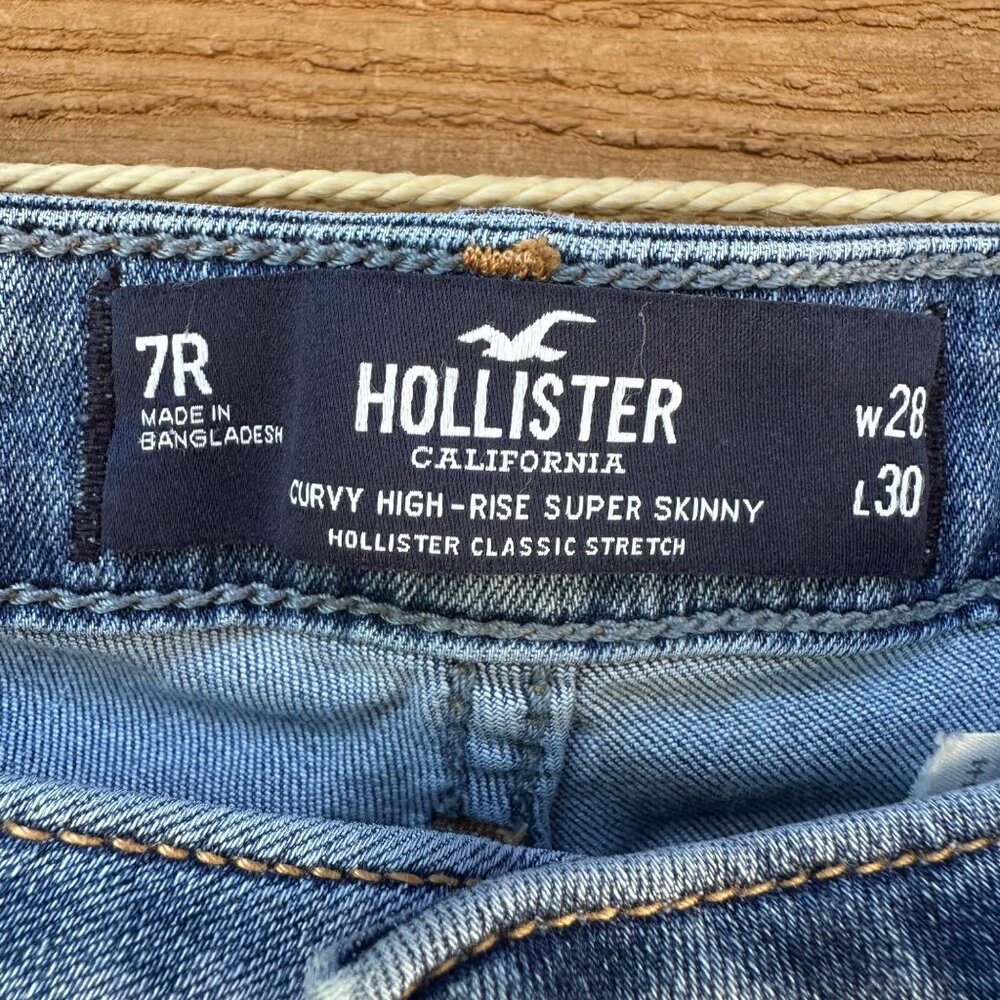 7R
MADE IN
BANGLADESH
HOLLISTER
CALIFORNIA
CURVY HIGH-RISE SUPER SKINNY
HOLLISTER CLASSIC STRETCH
W28
L30